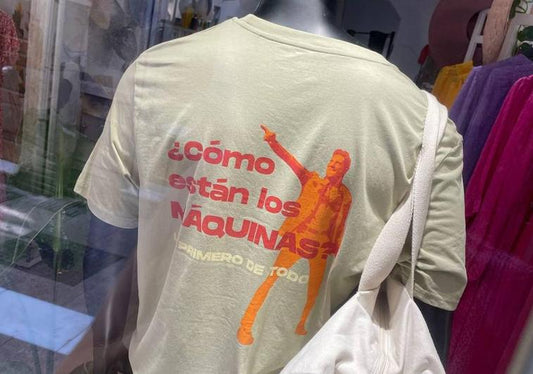 ¿Cómo
están los
MÁQUINAS?
PRIMERO DE TODO